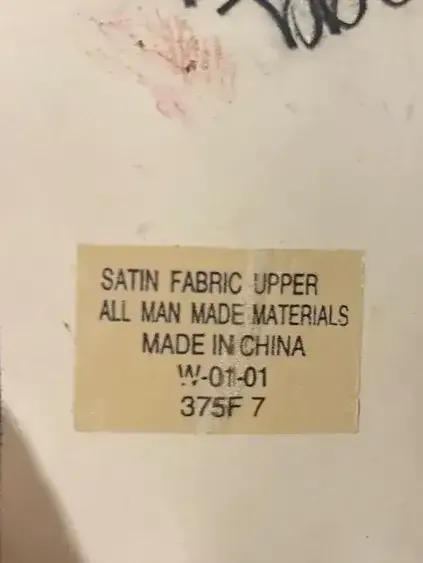 SATIN FABRIC UPPER
ALL MAN MADE MATERIALS
MADE IN CHINA
W-01-01
375F 7